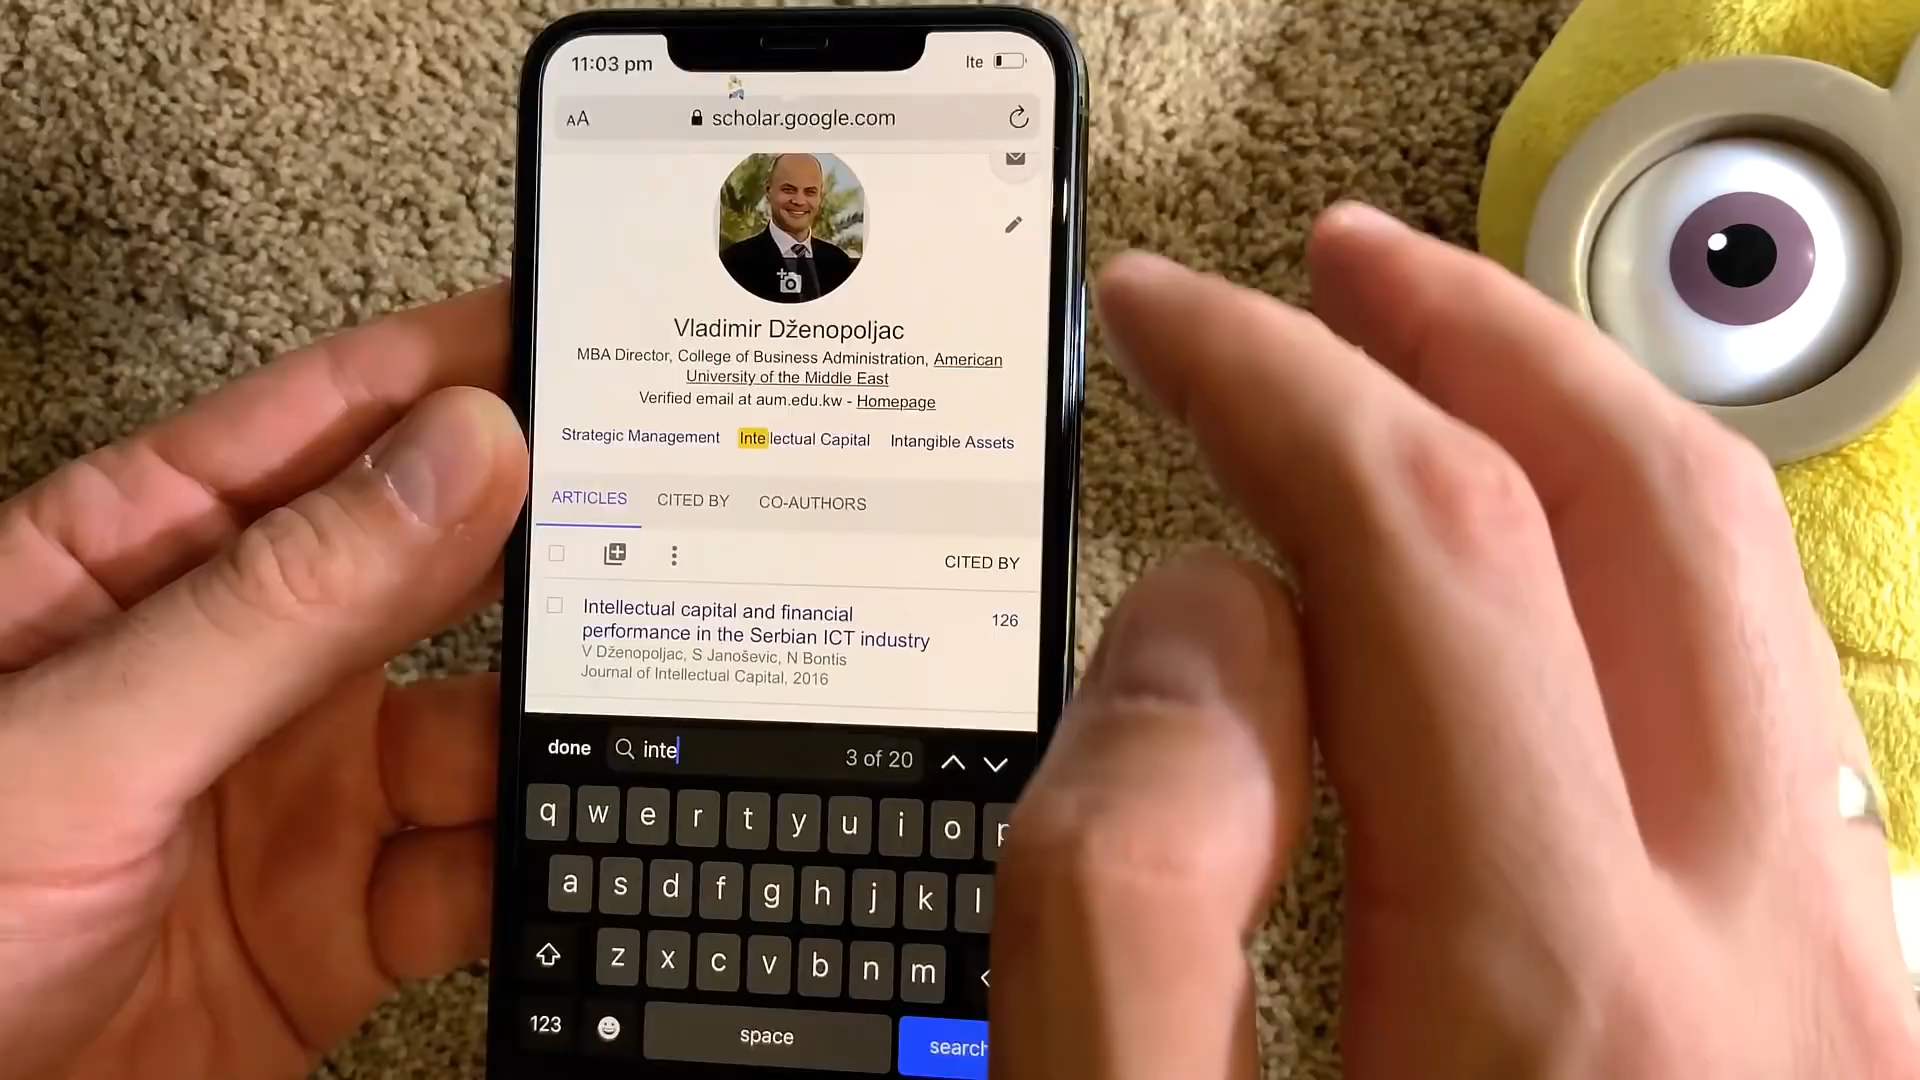 11:03 pm
lte
AA
scholar.google.com
Vladimir Dženopoljac
MBA Director, College of Business Administration, American
University of the Middle East
Verified email at aum.edu.kw - Homepage
Strategic Management Intellectual Capital Intangible Assets
ARTICLES CITED BY CO-AUTHORS
CITED BY
Intellectual capital and financial 126
performance in the Serbian ICT industry
V Dženopoljac, S Janoševic, N Bontis
Journal of Intellectual Capital, 2016
done inte 3 of 20
q w e r t y u i o p
a s d f g h j k l
z x c v b n m
123 space search